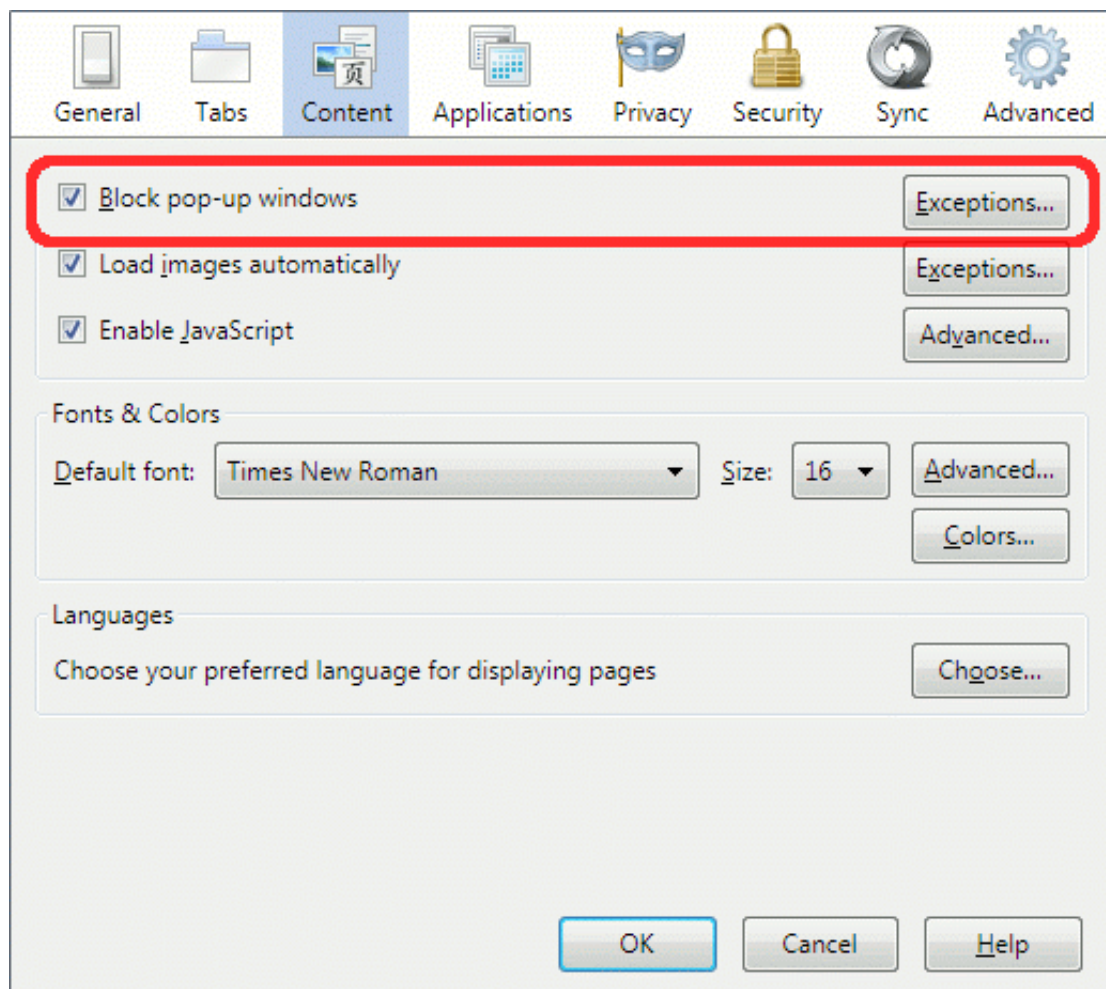 页
General Tabs Content Applications Privacy Security Sync Advanced
Block pop-up windows Exceptions...
Load images automatically Exceptions...
Enable JavaScript Advanced...
Fonts & Colors
Default font: Times New Roman Size: 16 Advanced...
Colors...
Languages
Choose your preferred language for displaying pages Choose...
OK Cancel Help